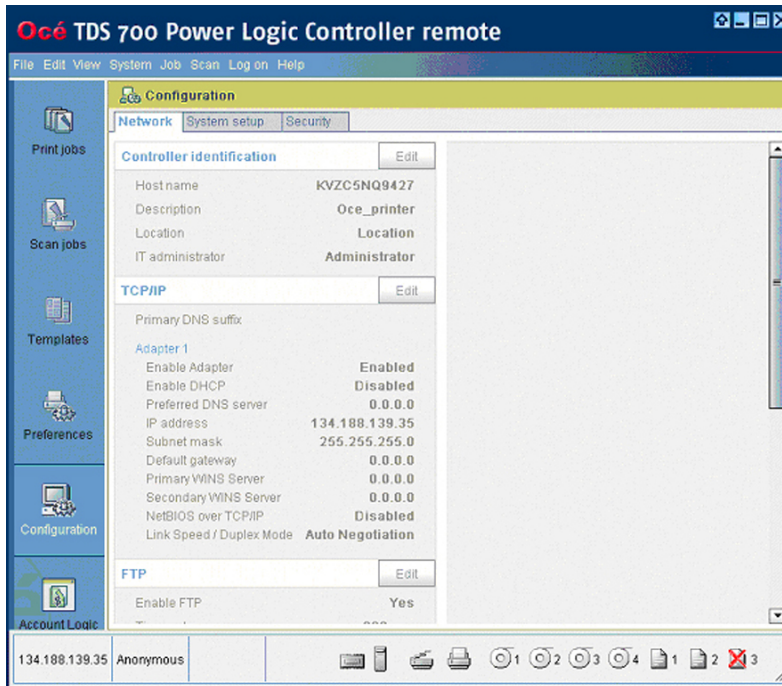 Océ TDS 700 Power Logic Controller remote
File Edit View System Job Scan Log on Help
Print jobs
Scan jobs
Templates
Preferences
Configuration
Account Logic
Configuration
Network System setup Security
Controller identification Edit
Host name KVZC5NQ9427
Description Oce_printer
Location Location
IT administrator Administrator
TCP/IP Edit
Primary DNS suffix
Adapter 1
Enable Adapter Enabled
Enable DHCP Disabled
Preferred DNS server 0.0.0.0
IP address 134.188.139.35
Subnet mask 255.255.255.0
Default gateway 0.0.0.0
Primary WINS Server 0.0.0.0
Secondary WINS Server 0.0.0.0
NetBIOS over TCP/IP Disabled
Link Speed / Duplex Mode Auto Negotiation
FTP Edit
Enable FTP Yes
134.188.139.35 Anonymous 1 2 3 4 1 2 3